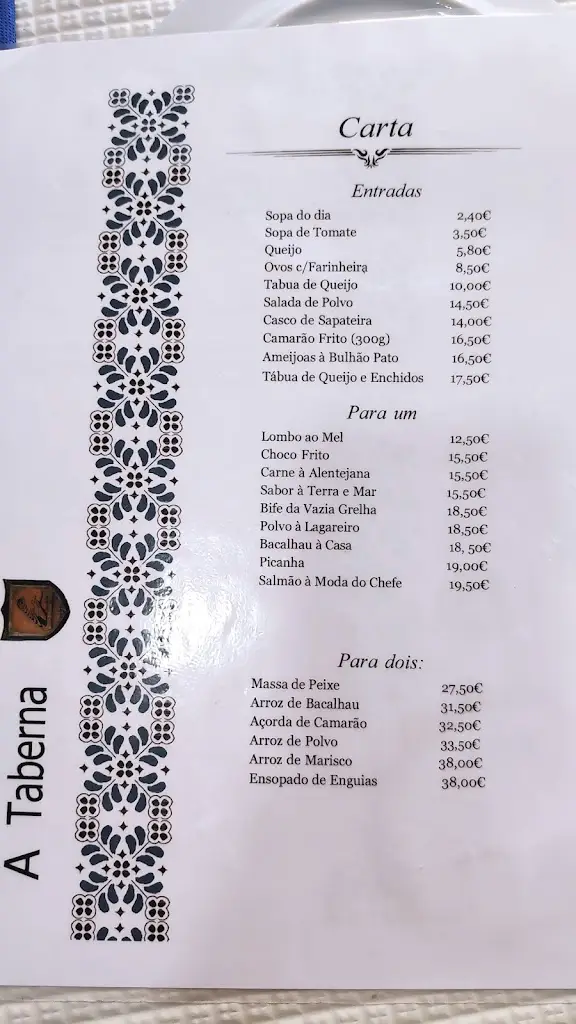 Carta
Entradas
Sopa do dia 2,40€
Sopa de Tomate 3,50€
Queijo 5,80€
Ovos c/Farinheira 8,50€
Tabua de Queijo 10,00€
Salada de Polvo 14,50€
Casco de Sapateira 14,00€
Camarão Frito (300g) 16,50€
Ameijoas à Bulhão Pato 16,50€
Tábua de Queijo e Enchidos 17,50€
Para um
Lombo ao Mel 12,50€
Choco Frito 15,50€
Carne à Alentejana 15,50€
Sabor à Terra e Mar 15,50€
Bife da Vazia Grelha 18,50€
Polvo à Lagareiro 18,50€
Bacalhau à Casa 18, 50€
Picanha 19,00€
Salmão à Moda do Chefe 19,50€
Para dois:
Massa de Peixe 27,50€
Arroz de Bacalhau 31,50€
Açorda de Camarão 32,50€
Arroz de Polvo 33,50€
Arroz de Marisco 38,00€
Ensopado de Enguias 38,00€
A Taberna